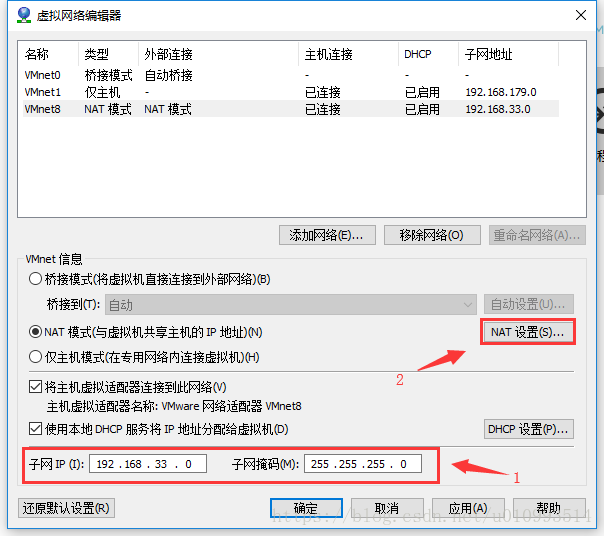 虚拟网络编辑器
名称 类型 外部连接 主机连接 DHCP 子网地址
VMnet0 桥接模式 自动桥接 - - -
VMnet1 仅主机 - 已连接 已启用 192.168.179.0
VMnet8 NAT 模式 NAT 模式 已连接 已启用 192.168.33.0
添加网络(E)... 移除网络(O) 重命名网络(A)...
VMnet 信息
桥接模式(将虚拟机直接连接到外部网络)(B)
桥接到(T): 自动 自动设置(U)...
NAT 模式(与虚拟机共享主机的 IP 地址)(N) NAT 设置(S)...
仅主机模式(在专用网络内连接虚拟机)(H)
2
将主机虚拟适配器连接到此网络(V)
主机虚拟适配器名称: VMware 网络适配器 VMnet8
使用本地 DHCP 服务将 IP 地址分配给虚拟机(D) DHCP 设置(P)...
子网 IP (I): 192 . 168 . 33 . 0 子网掩码(M): 255 . 255 . 255 . 0
1
还原默认设置(R) 确定 取消 应用(A) 帮助